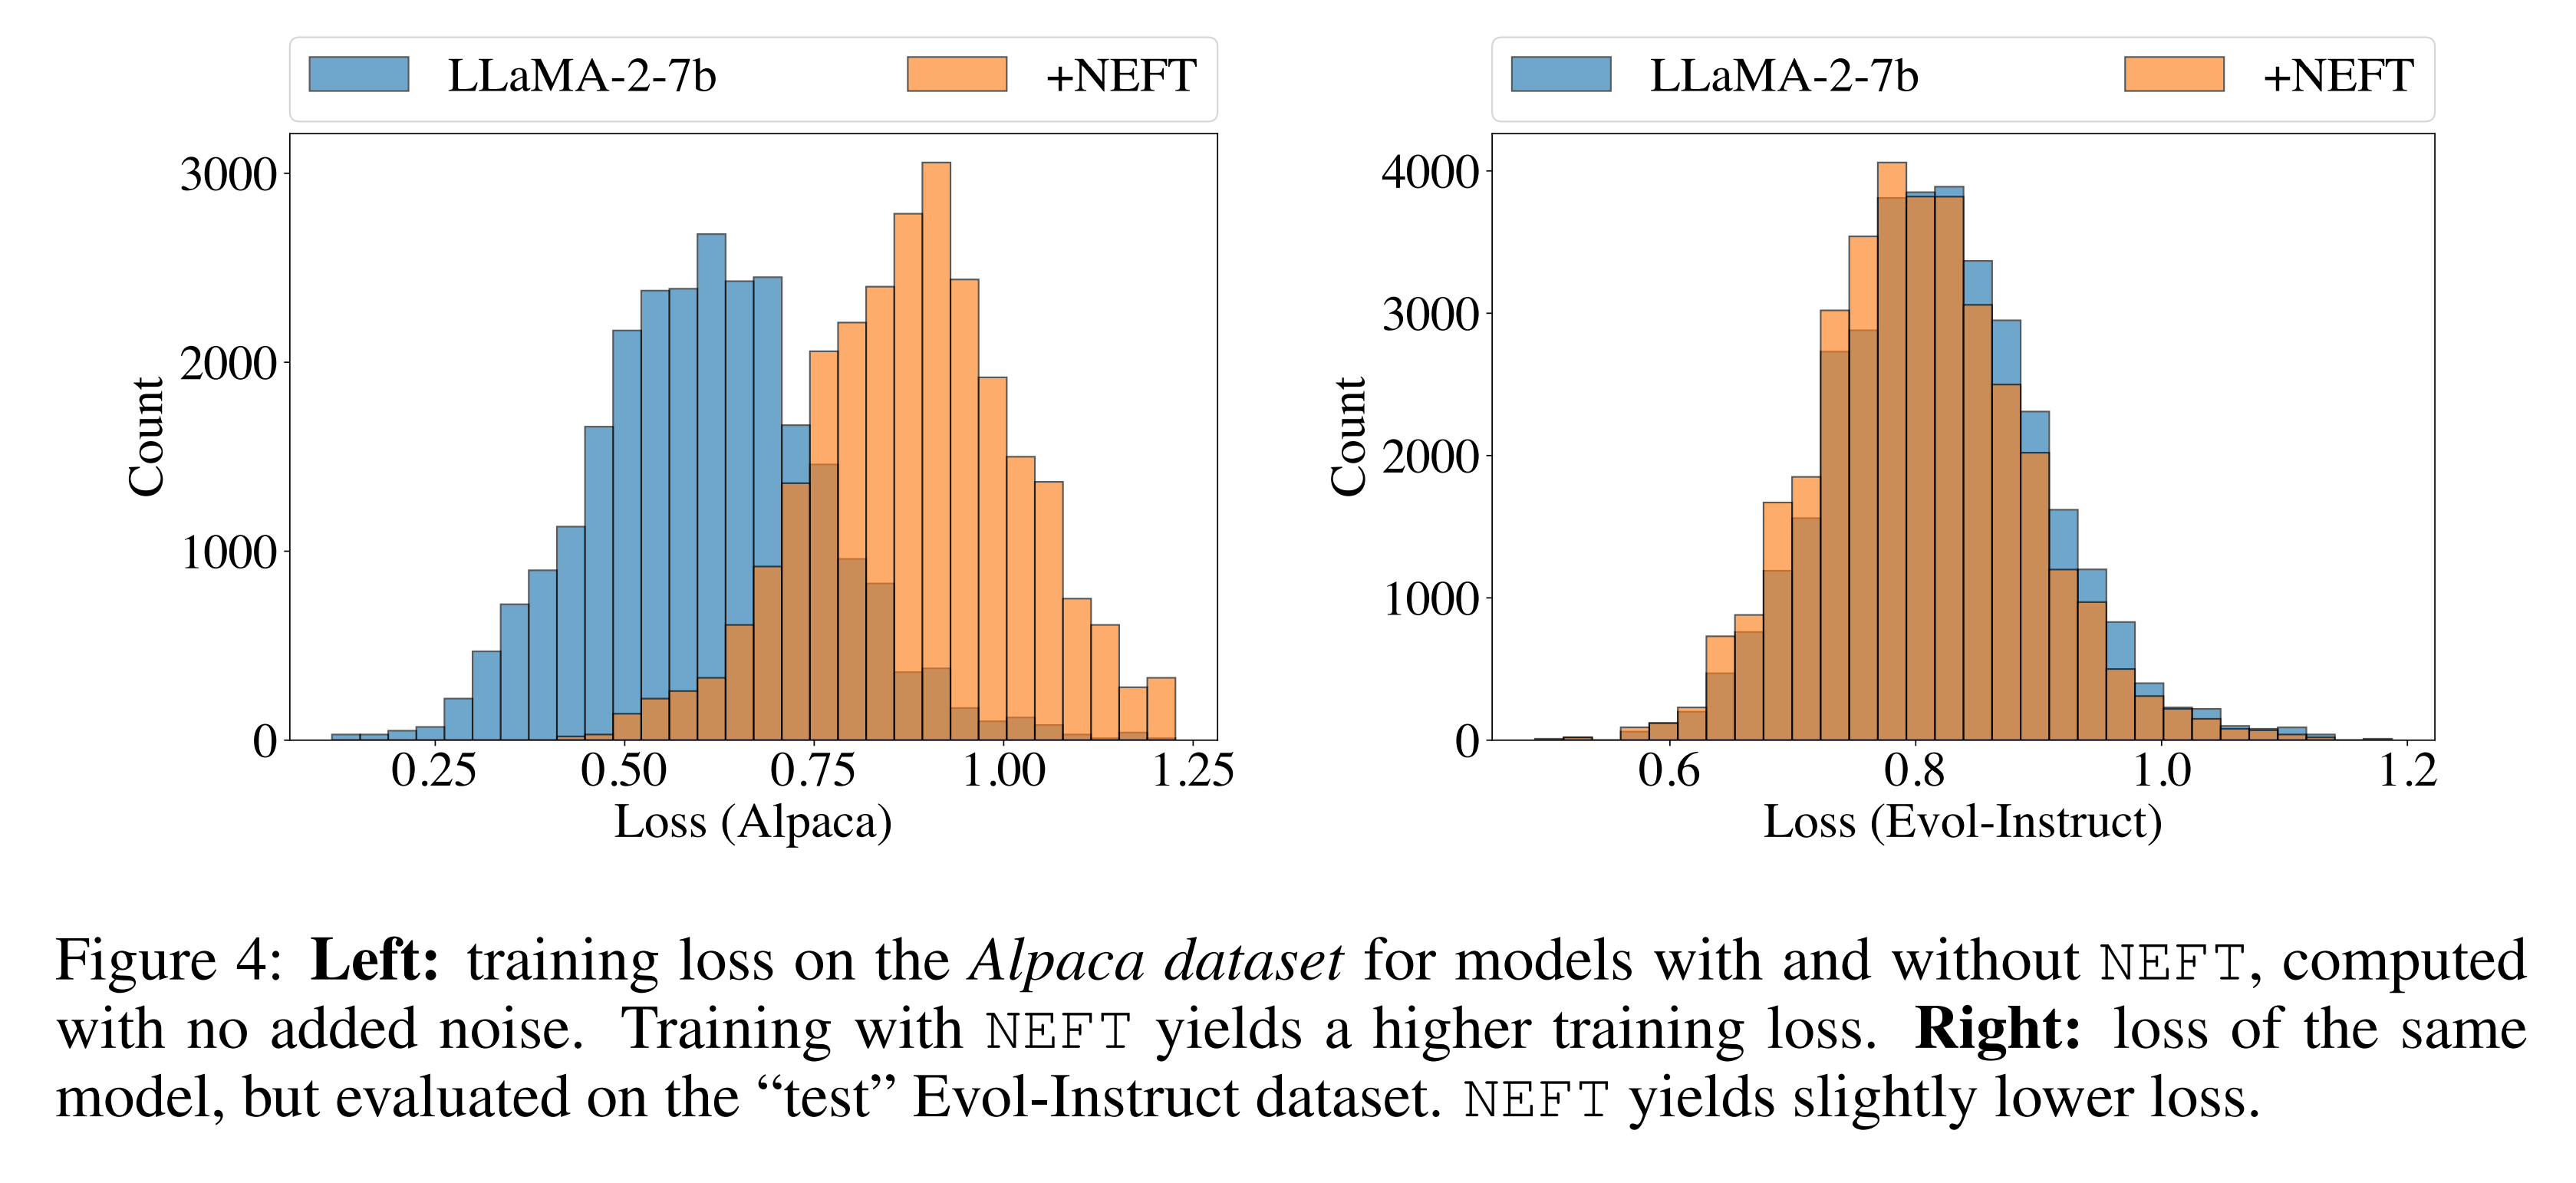 LLaMA-2-7b +NEFT
3000
2000
1000
0
Count
0.25 0.50 0.75 1.00 1.25
Loss (Alpaca)
LLaMA-2-7b +NEFT
4000
3000
2000
1000
0
Count
0.6 0.8 1.0 1.2
Loss (Evol-Instruct)
Figure 4: Left: training loss on the Alpaca dataset for models with and without NEFT, computed
with no added noise. Training with NEFT yields a higher training loss. Right: loss of the same
model, but evaluated on the “test” Evol-Instruct dataset. NEFT yields slightly lower loss.